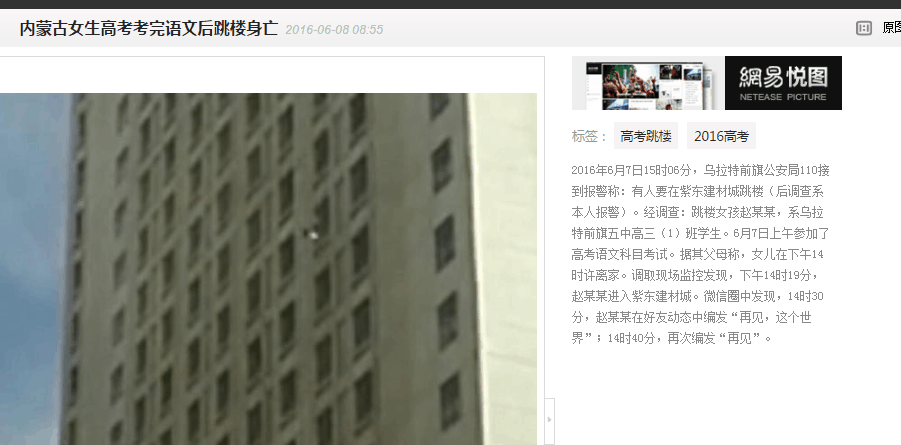 内蒙古女生高考考完语文后跳楼身亡 2016-06-08 08:55
原图
網易悦图
NETEASE PICTURE
标签： 高考跳楼 2016高考
2016年6月7日15时06分，乌拉特前旗公安局110接
到报警称：有人要在紫东建材城跳楼（后调查系
本人报警）。经调查：跳楼女孩赵某某，系乌拉
特前旗五中高三（1）班学生。6月7日上午参加了
高考语文科目考试。据其父母称，女儿在下午14
时许离家。调取现场监控发现，下午14时19分，
赵某某进入紫东建材城。微信圈中发现，14时30
分，赵某某在好友动态中编发“再见，这个世
界”；14时40分，再次编发“再见”。